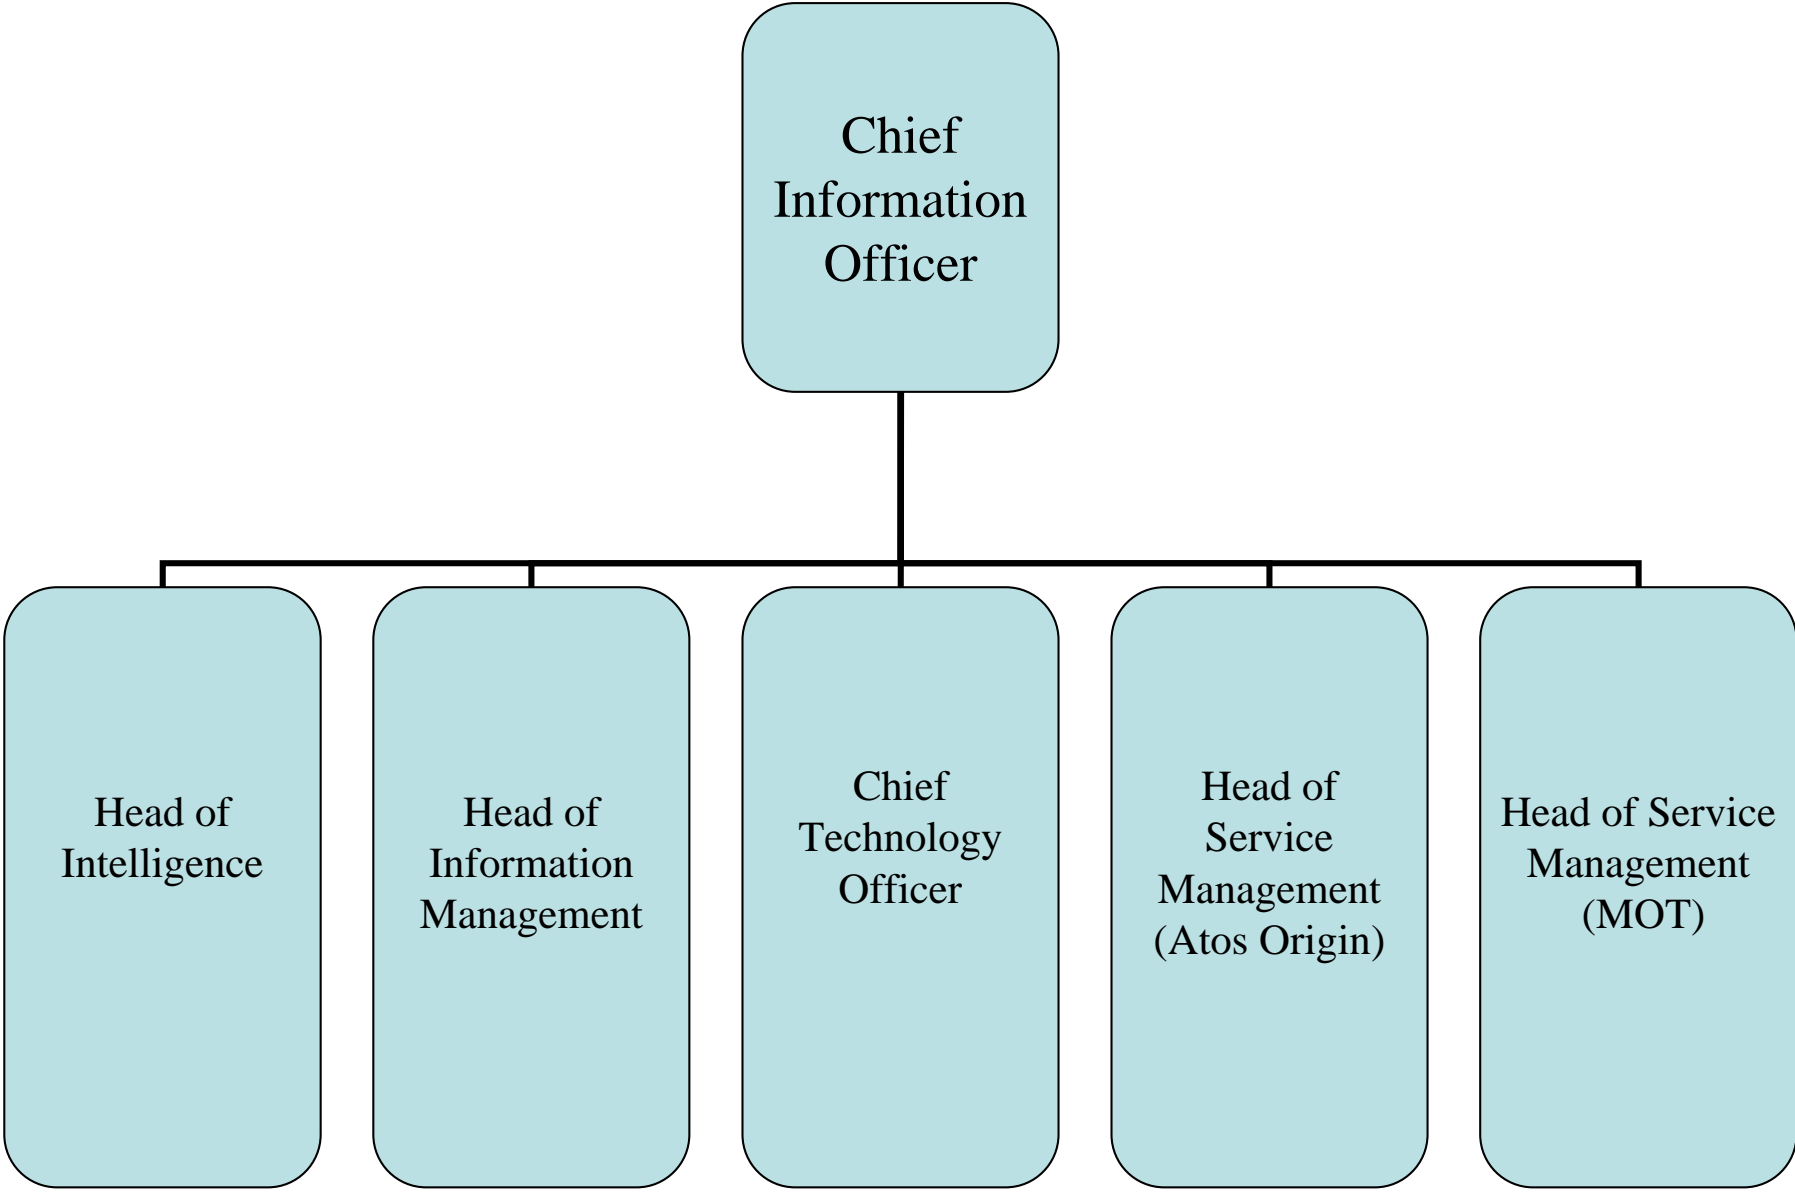 Chief
Information
Officer
Head of
Intelligence
Head of
Information
Management
Chief
Technology
Officer
Head of
Service
Management
(Atos Origin)
Head of Service
Management
(MOT)